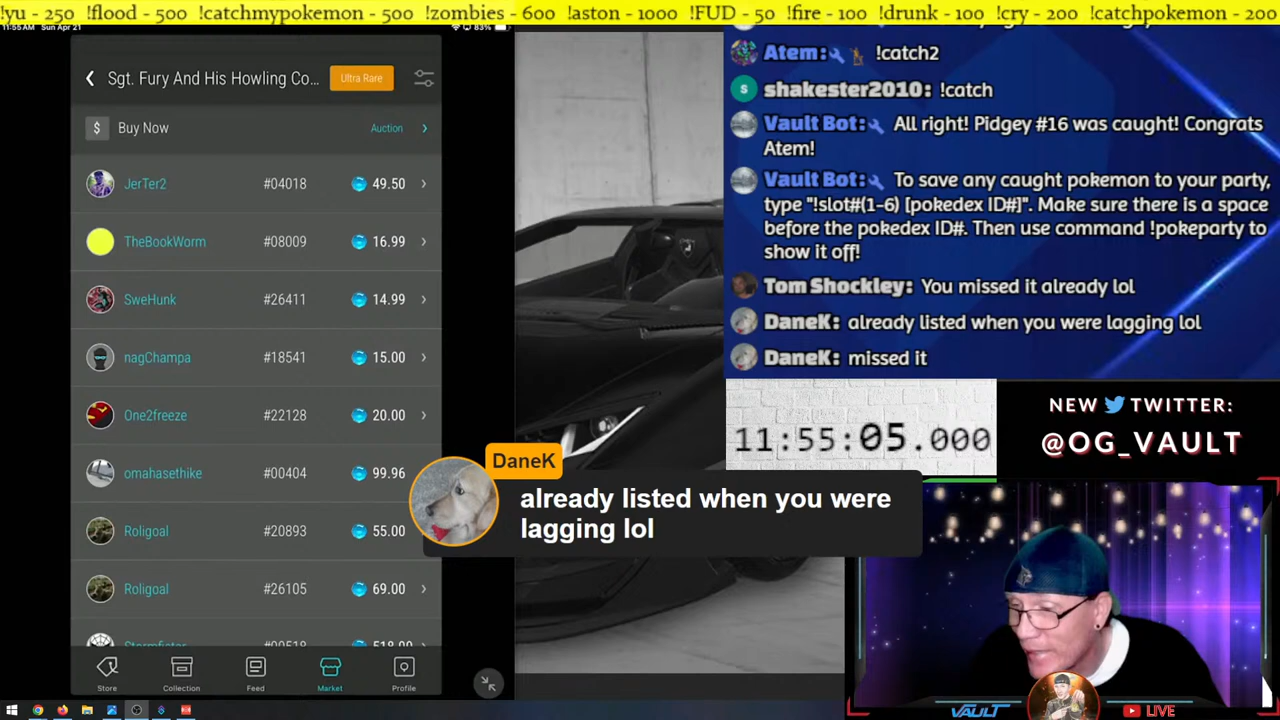 !yu - 250 !flood - 500 !catchmypokemon - 500 !zombies - 600 !aston - 1000 !FUD - 50 !fire - 100 !drunk - 100 !cry - 200 !catchpokemon - 200
11:55AM Sun Apr 21
83%
Sgt. Fury And His Howling Co...
Ultra Rare
$ Buy Now
Auction
JerTer2 #04018 49.50
TheBookWorm #08009 16.99
SweHunk #26411 14.99
nagChampa #18541 15.00
One2freeze #22128 20.00
omahasethike #00404 99.96
Roligoal #20893 55.00
Roligoal #26105 69.00
Store
Collection
Feed
Market
Profile
Atem: !catch2
S shakester2010: !catch
Vault Bot: All right! Pidgey #16 was caught! Congrats
Atem!
Vault Bot: To save any caught pokemon to your party,
type "!slot#(1-6) [pokedex ID#]". Make sure there is a space
before the pokedex ID#. Then use command !pokeparty to
show it off!
Tom Shockley: You missed it already lol
DaneK: already listed when you were lagging lol
DaneK: missed it
11:55:05.000
NEW TWITTER:
@OG_VAULT
DaneK
already listed when you were
lagging lol
VAULT
LIVE